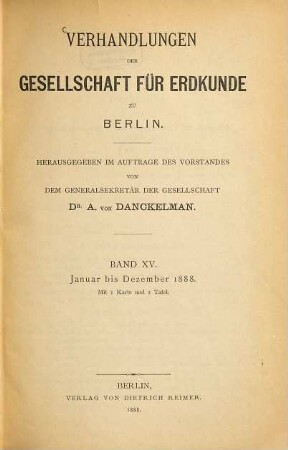 VERHANDLUNGEN
DER
GESELLSCHAFT FÜR ERDKUNDE
ZU
BERLIN.
HERAUSGEGEBEN IM AUFTRAGE DES VORSTANDES
VON
DEM GENERALSEKRETÄR DER GESELLSCHAFT
DR. A. VON DANCKELMAN.
BAND XV.
Januar bis Dezember 1888.
Mit 1 Karte und 1 Tafel.
BERLIN,
VERLAG VON DIETRICH REIMER.
1888.